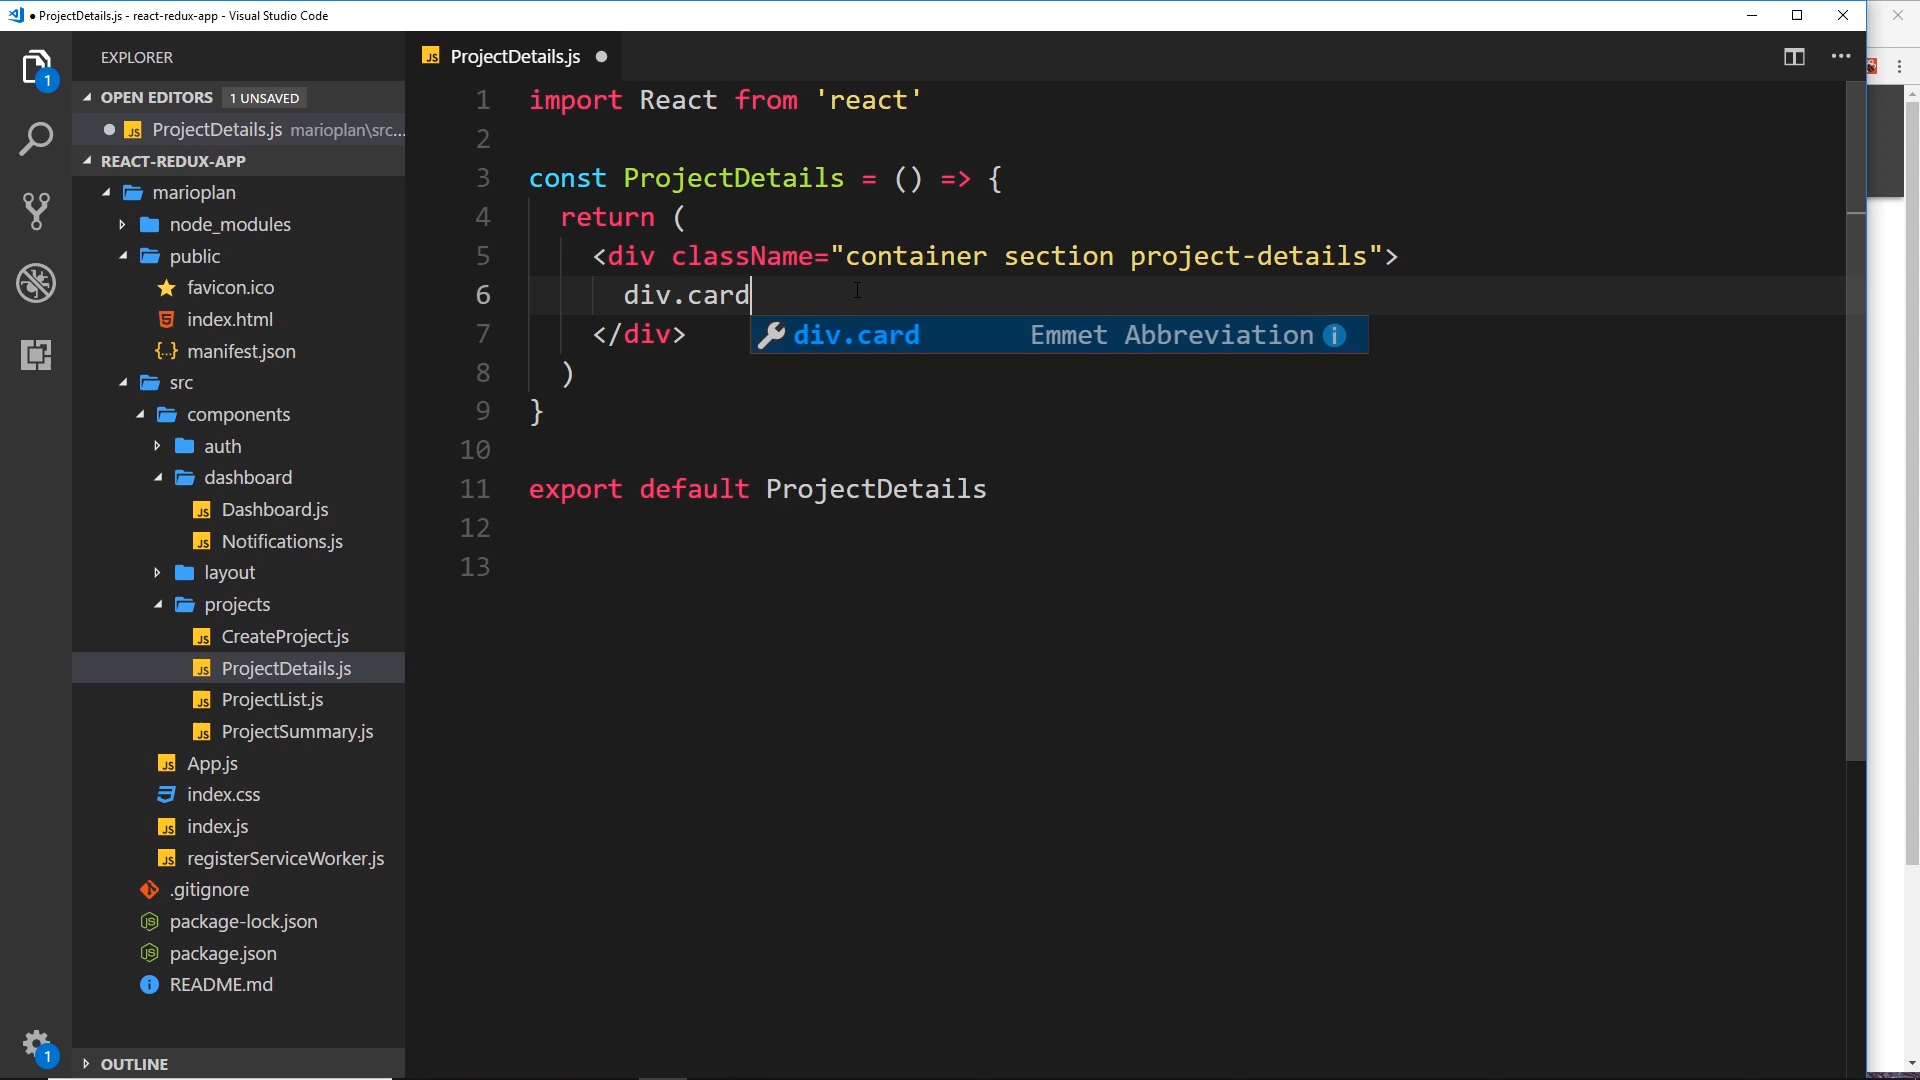 ● ProjectDetails.js - react-redux-app - Visual Studio Code
EXPLORER
OPEN EDITORS 1 UNSAVED
ProjectDetails.js marioplan\src...
REACT-REDUX-APP
marioplan
node_modules
public
favicon.ico
index.html
manifest.json
src
components
auth
dashboard
Dashboard.js
Notifications.js
layout
projects
CreateProject.js
ProjectDetails.js
ProjectList.js
ProjectSummary.js
App.js
index.css
index.js
registerServiceWorker.js
.gitignore
package-lock.json
package.json
README.md
OUTLINE
1
1
JS ProjectDetails.js
1 import React from 'react'
2
3 const ProjectDetails = () => {
4 return (
5 <div className="container section project-details">
6 div.card
7 </div>
div.card Emmet Abbreviation
8 )
9 }
10
11 export default ProjectDetails
12
13